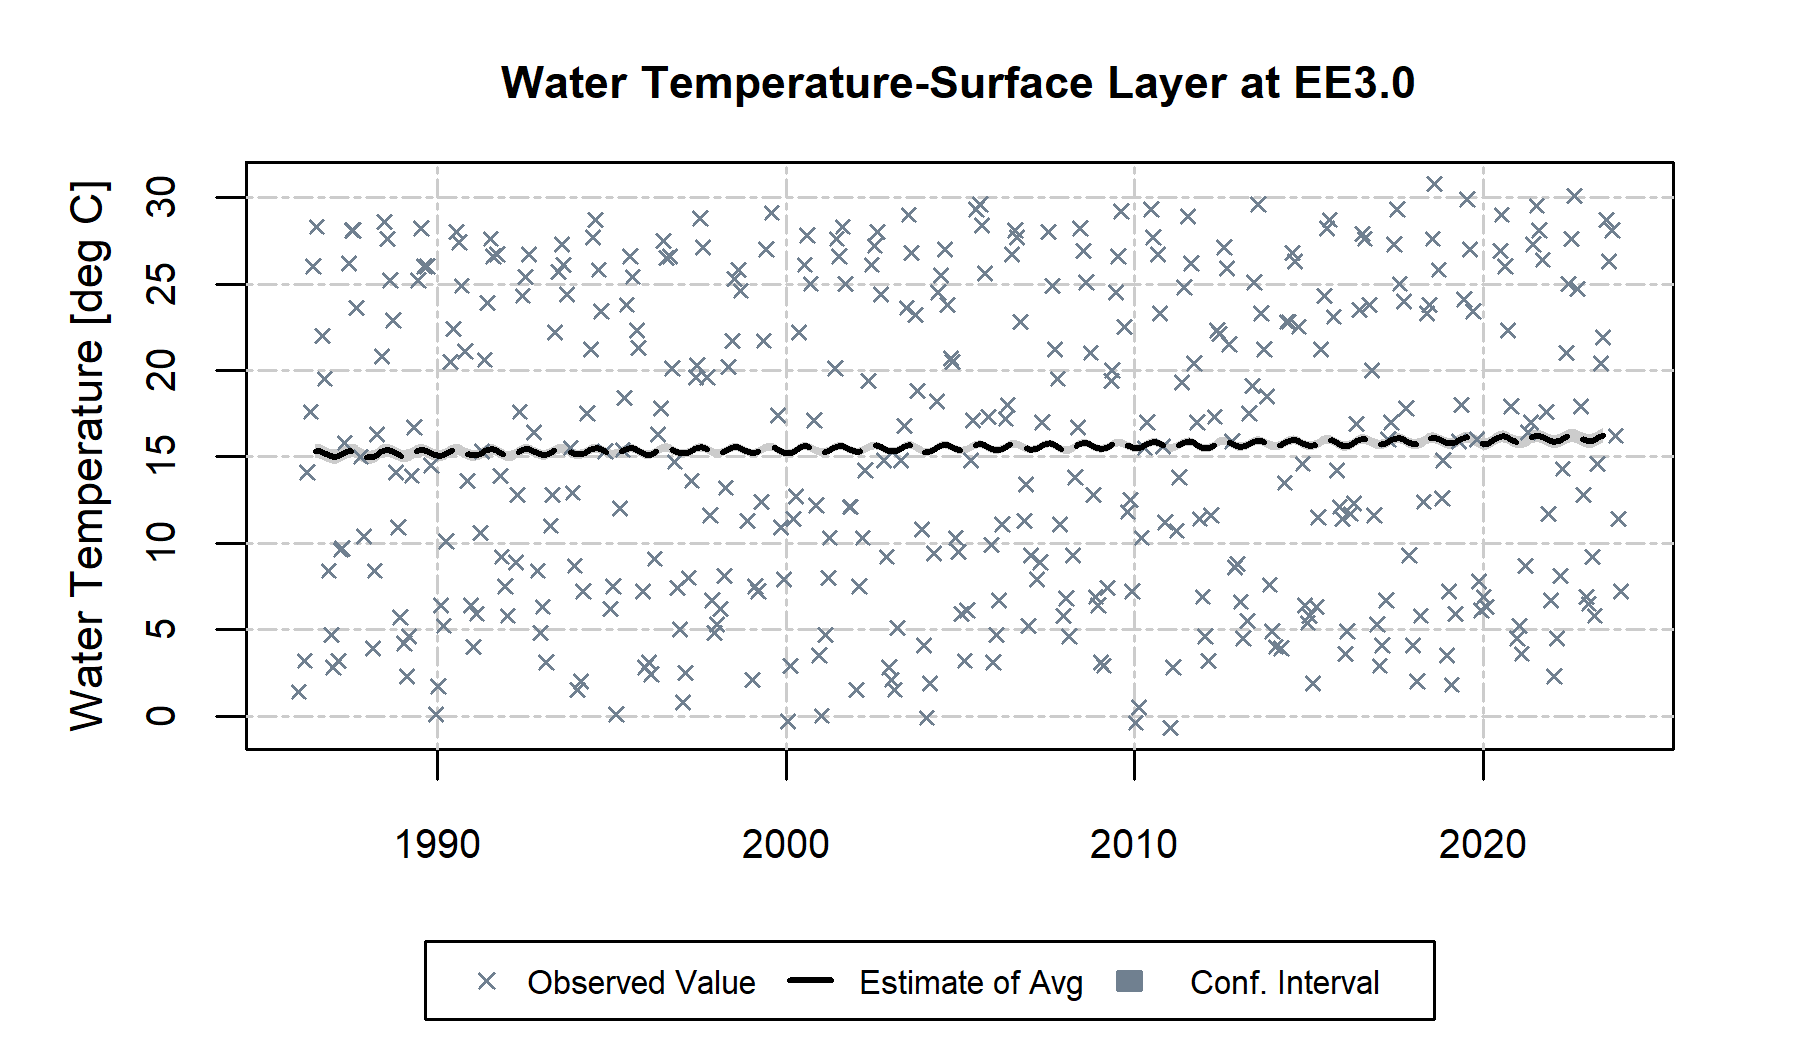 Water Temperature-Surface Layer at EE3.0
Water Temperature [deg C]
30
25
20
15
10
5
0
1990 2000 2010 2020
Observed Value Estimate of Avg Conf. Interval